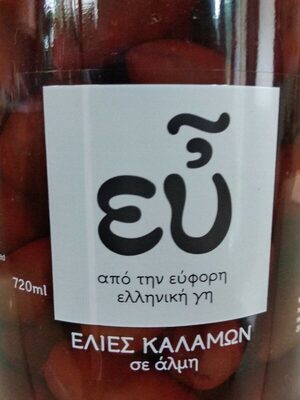 εὖ
από την εύφορη
ελληνική γη
720ml
ΕΛΙΕΣ ΚΑΛΑΜΩΝ
σε άλμη